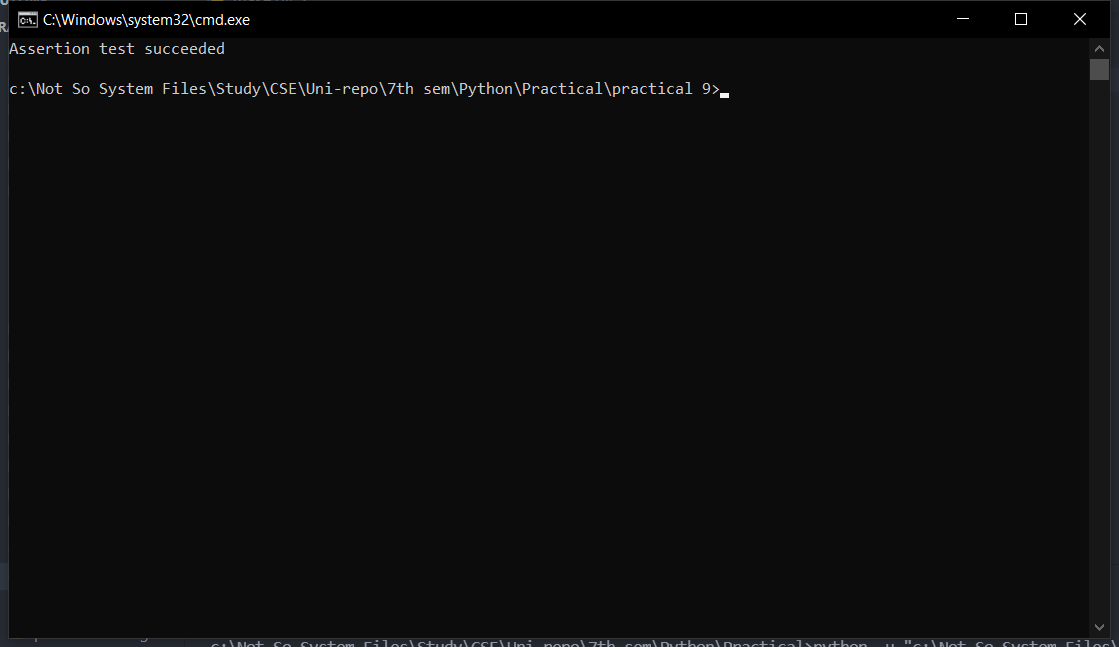 C:\Windows\system32\cmd.exe
Assertion test succeeded
c:\Not So System Files\Study\CSE\Uni-repo\7th sem\Python\Practical\practical 9>
c:\Not So System Files\Study\CSE\Uni-repo\7th sem\Python\Practical>python -u "c:\Not So System Files\